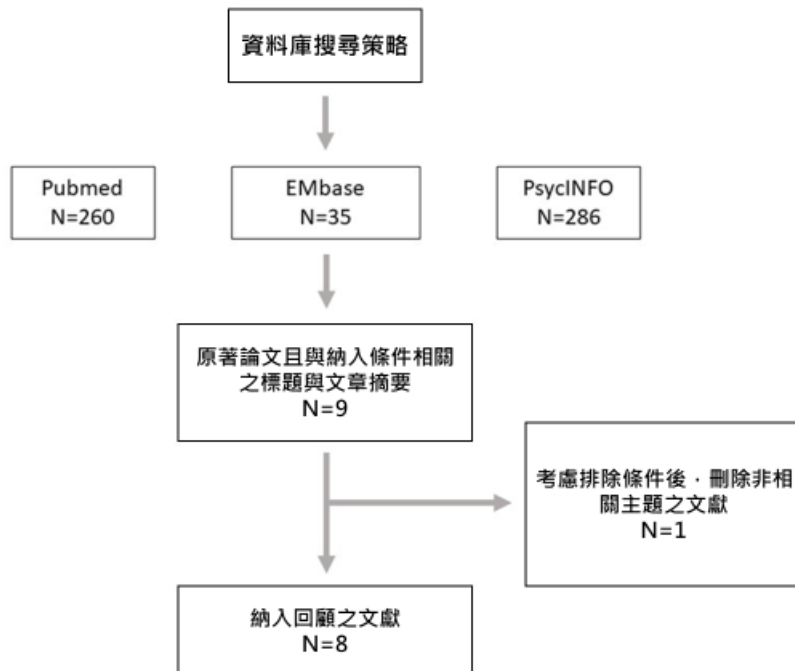 資料庫搜尋策略
Pubmed
N=260
EMbase
N=35
PsycINFO
N=286
原著論文且與納入條件相關
之標題與文章摘要
N=9
考慮排除條件後，刪除非相
關主題之文獻
N=1
納入回顧之文獻
N=8